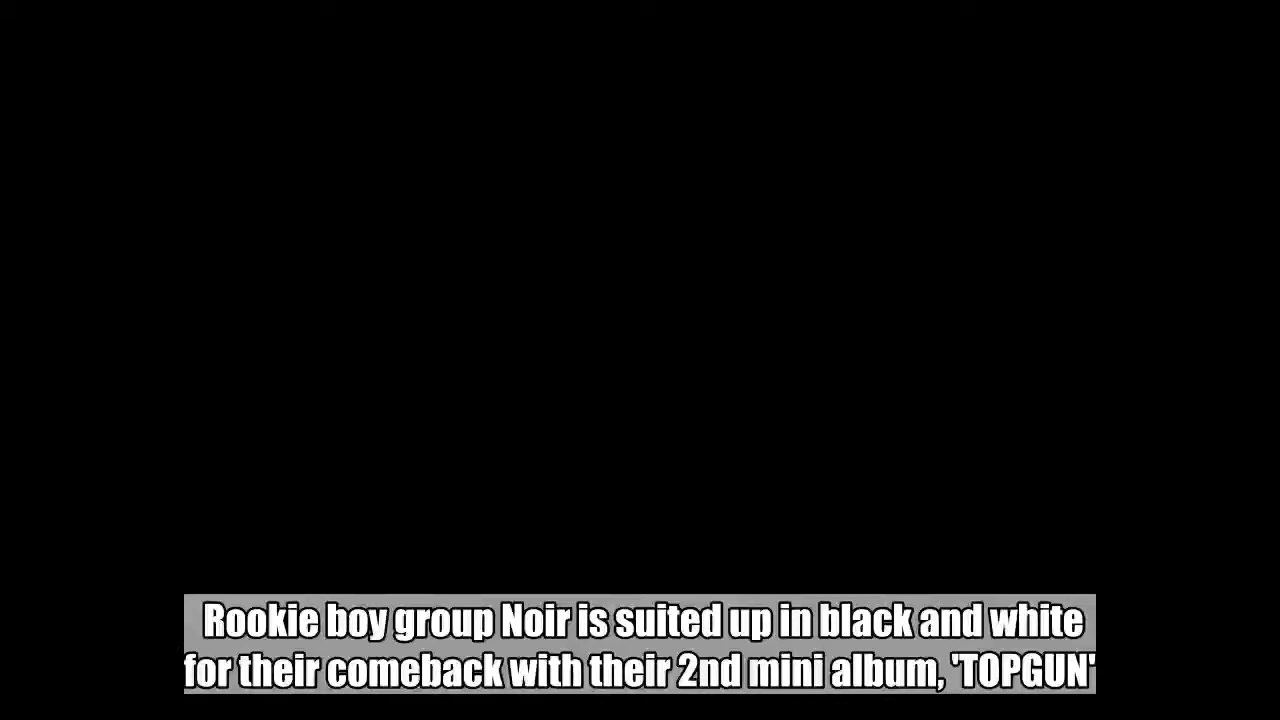 Rookie boy group Noir is suited up in black and white
for their comeback with their 2nd mini album, 'TOPGUN'